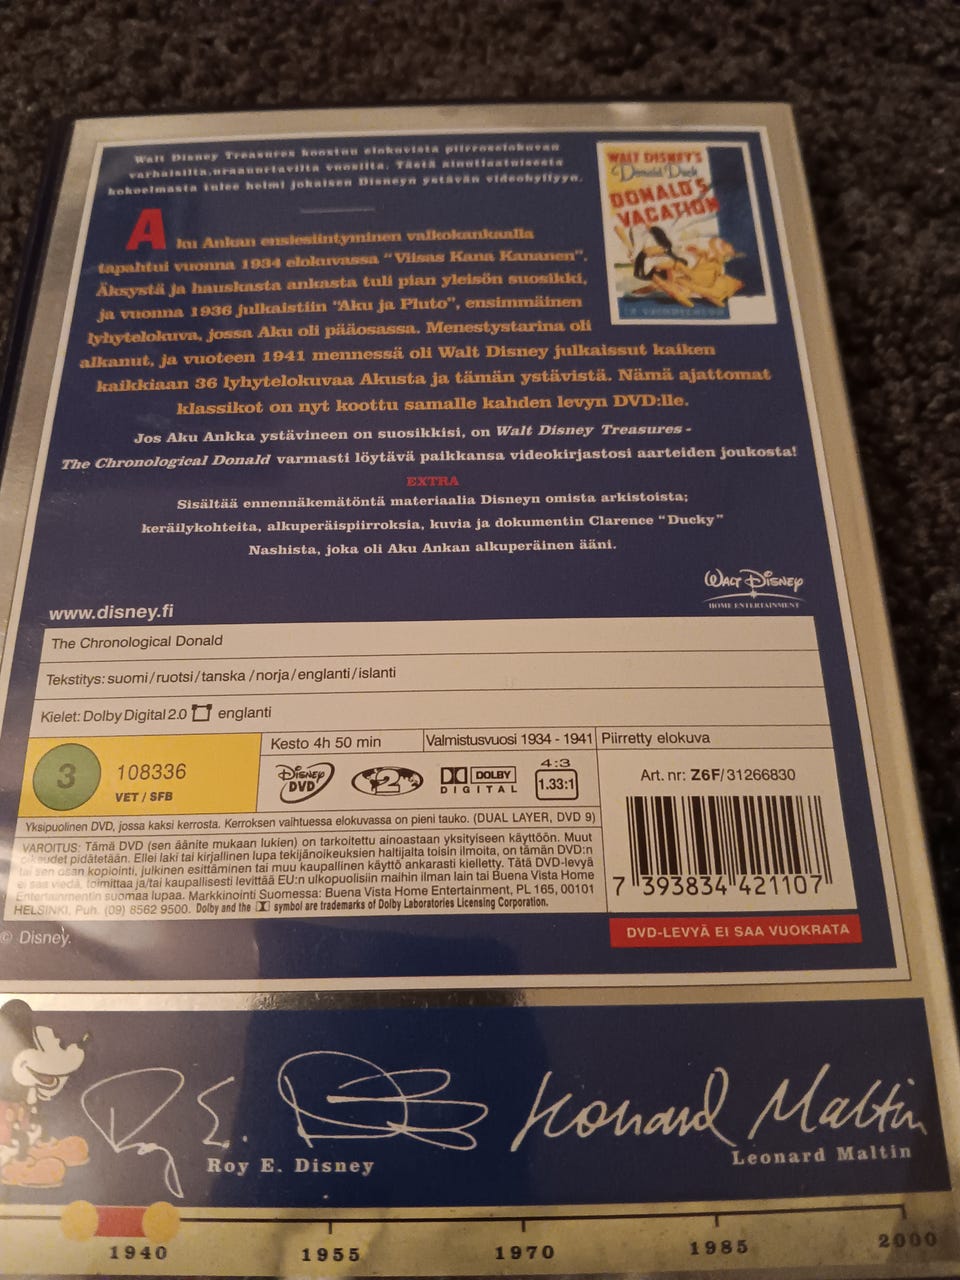 Walt Disney Treasures koostuu elokuvista piirroselokuvan
varhaisilta, uraauurtavilta vuosilta. Tästä ainutlaatuisesta
kokoelmasta tulee helmi jokaisen Disneyn ystävän videohyllyyn.
WALT DISNEY'S
Donald Duck
DONALD'S
VACATION
Aku Ankan ensiesiintyminen valkokankaalla
tapahtui vuonna 1934 elokuvassa "Viisas Kana Kananen".
Äksystä ja hauskasta ankasta tuli pian yleisön suosikki,
ja vuonna 1936 julkaistiin "Aku ja Pluto", ensimmäinen
lyhytelokuva, jossa Aku oli pääosassa. Menestystarina oli
alkanut, ja vuoteen 1941 mennessä oli Walt Disney julkaissut kaiken
kaikkiaan 36 lyhytelokuvaa Akusta ja tämän ystävistä. Nämä ajattomat
klassikot on nyt koottu samalle kahden levyn DVD:lle.
Jos Aku Ankka ystävineen on suosikkisi, on Walt Disney Treasures -
The Chronological Donald varmasti löytävä paikkansa videokirjastosi aarteiden joukosta!
EXTRA
Sisältää ennennäkemätöntä materiaalia Disneyn omista arkistoista;
keräilykohteita, alkuperäispiirroksia, kuvia ja dokumentin Clarence "Ducky"
Nashista, joka oli Aku Ankan alkuperäinen ääni.
WALT DISNEY
HOME ENTERTAINMENT
www.disney.fi
The Chronological Donald
Tekstitys: suomi/ruotsi/tanska/norja/englanti/islanti
Kielet: Dolby Digital 2.0 englanti
3
108336
VET / SFB
Kesto 4h 50 min
Valmistusvuosi 1934 - 1941
Piirretty elokuva
DISNEY DVD
2
DOLBY
DIGITAL
4:3
1.33:1
Art. nr: Z6F/31266830
Yksipuolinen DVD, jossa kaksi kerrosta. Kerroksen vaihtuessa elokuvassa on pieni tauko. (DUAL LAYER, DVD 9)
VAROITUS: Tämä DVD (sen äänite mukaan lukien) on tarkoitettu ainoastaan yksityiseen käyttöön. Muut
oikeudet pidätetään. Ellei laki tai kirjallinen lupa tekijänoikeuksien haltijalta toisin ilmoita, on tämän DVD:n
tai sen osan kopiointi, julkinen esittäminen tai muu kaupallinen käyttö ankarasti kielletty. Tätä DVD-levyä
ei saa viedä, toimittaa ja/tai kaupallisesti levittää EU:n ulkopuolisiin maihin ilman lain tai Buena Vista Home
Entertainmentin suomaa lupaa. Markkinointi Suomessa: Buena Vista Home Entertainment, PL 165, 00101
HELSINKI, Puh. (09) 8562 9500. Dolby and the symbol are trademarks of Dolby Laboratories Licensing Corporation.
7 393834 421107
DVD-LEVYÄ EI SAA VUOKRATA
© Disney.
Roy E. Disney
Leonard Maltin
Roy E. Disney
Leonard Maltin
1940 1955 1970 1985 2000